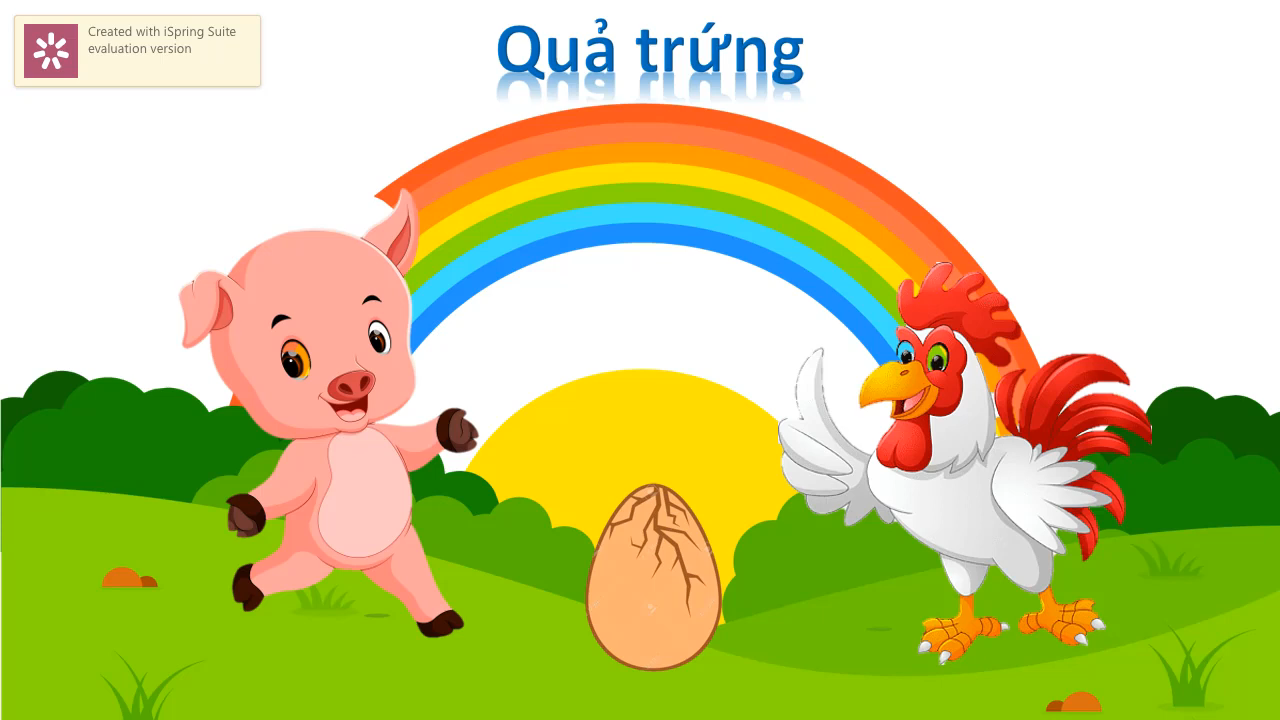 Created with iSpring Suite
evaluation version
Quả trứng